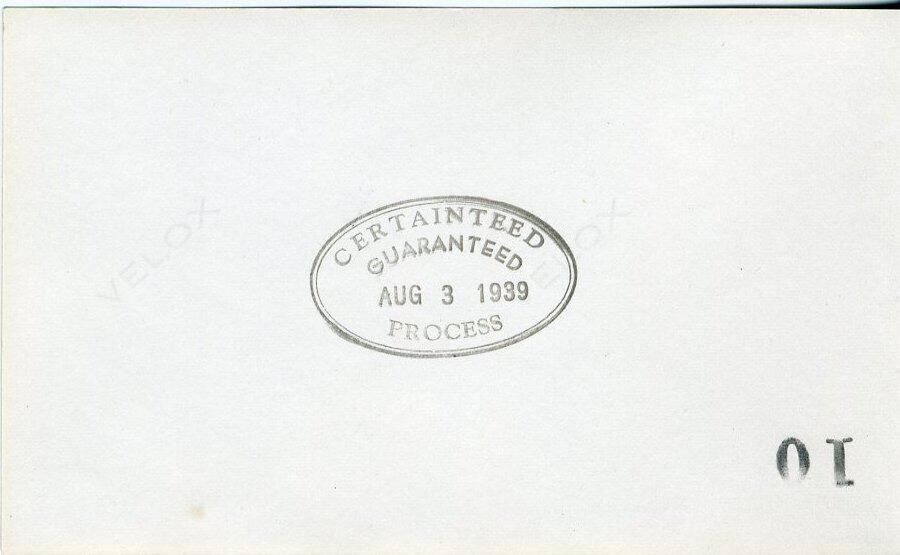 VELOX
VELOX
CERTAINTEED
GUARANTEED
AUG 3 1939
PROCESS
10